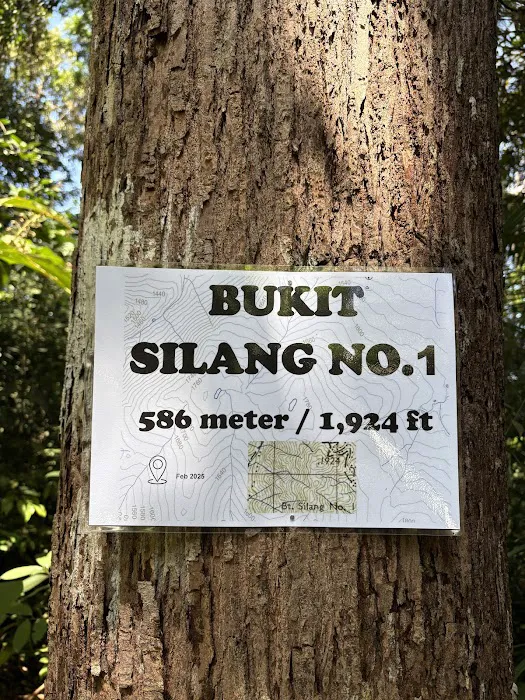 BUKIT
SILANG NO.1
586 meter / 1,924 ft
Feb 2025
Bt. Silang No. 1